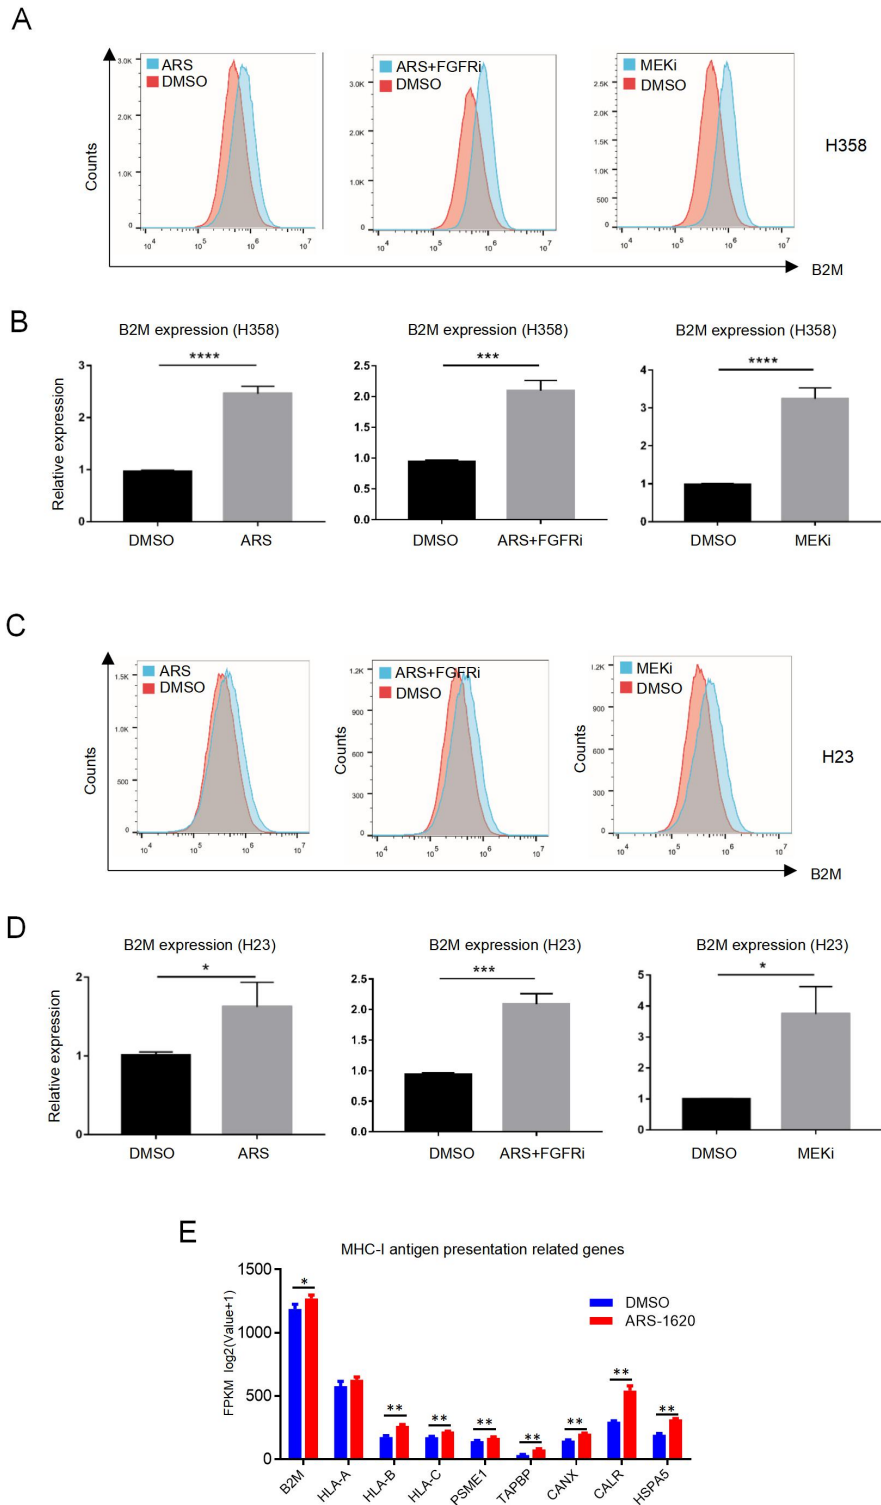 A
ARS
DMSO
3.0K
2.0K
1.0K
0
10^4
10^5
10^6
10^7
ARS+FGFRi
DMSO
3.0K
2.0K
1.0K
0
10^4
10^5
10^6
10^7
MEKi
DMSO
2.5K
2.0K
1.5K
1.0K
500
0
10^4
10^5
10^6
10^7
Counts
H358
B2M
B
B2M expression (H358)
****
3
2
1
0
Relative expression
DMSO
ARS
B2M expression (H358)
***
2.5
2.0
1.5
1.0
0.5
0.0
DMSO
ARS+FGFRi
B2M expression (H358)
****
4
3
2
1
0
DMSO
MEKi
C
ARS
DMSO
1.5K
1.0K
500
0
10^4
10^5
10^6
10^7
Counts
ARS+FGFRi
DMSO
1.2K
900
600
300
0
10^4
10^5
10^6
10^7
Counts
MEKi
DMSO
1.2K
900
600
300
0
10^4
10^5
10^6
10^7
Counts
H23
B2M
D
B2M expression (H23)
*
2
1
0
Relative expression
DMSO
ARS
B2M expression (H23)
***
2.5
2.0
1.5
1.0
0.5
0.0
DMSO
ARS+FGFRi
B2M expression (H23)
*
5
4
3
2
1
0
DMSO
MEKi
E
MHC-I antigen presentation related genes
1500
1000
500
0
FPKM log2(Value+1)
DMSO
ARS-1620
*
**
**
**
**
**
**
**
B2M
HLA-A
HLA-B
HLA-C
PSME1
TAPBP
CANX
CALR
HSPA5